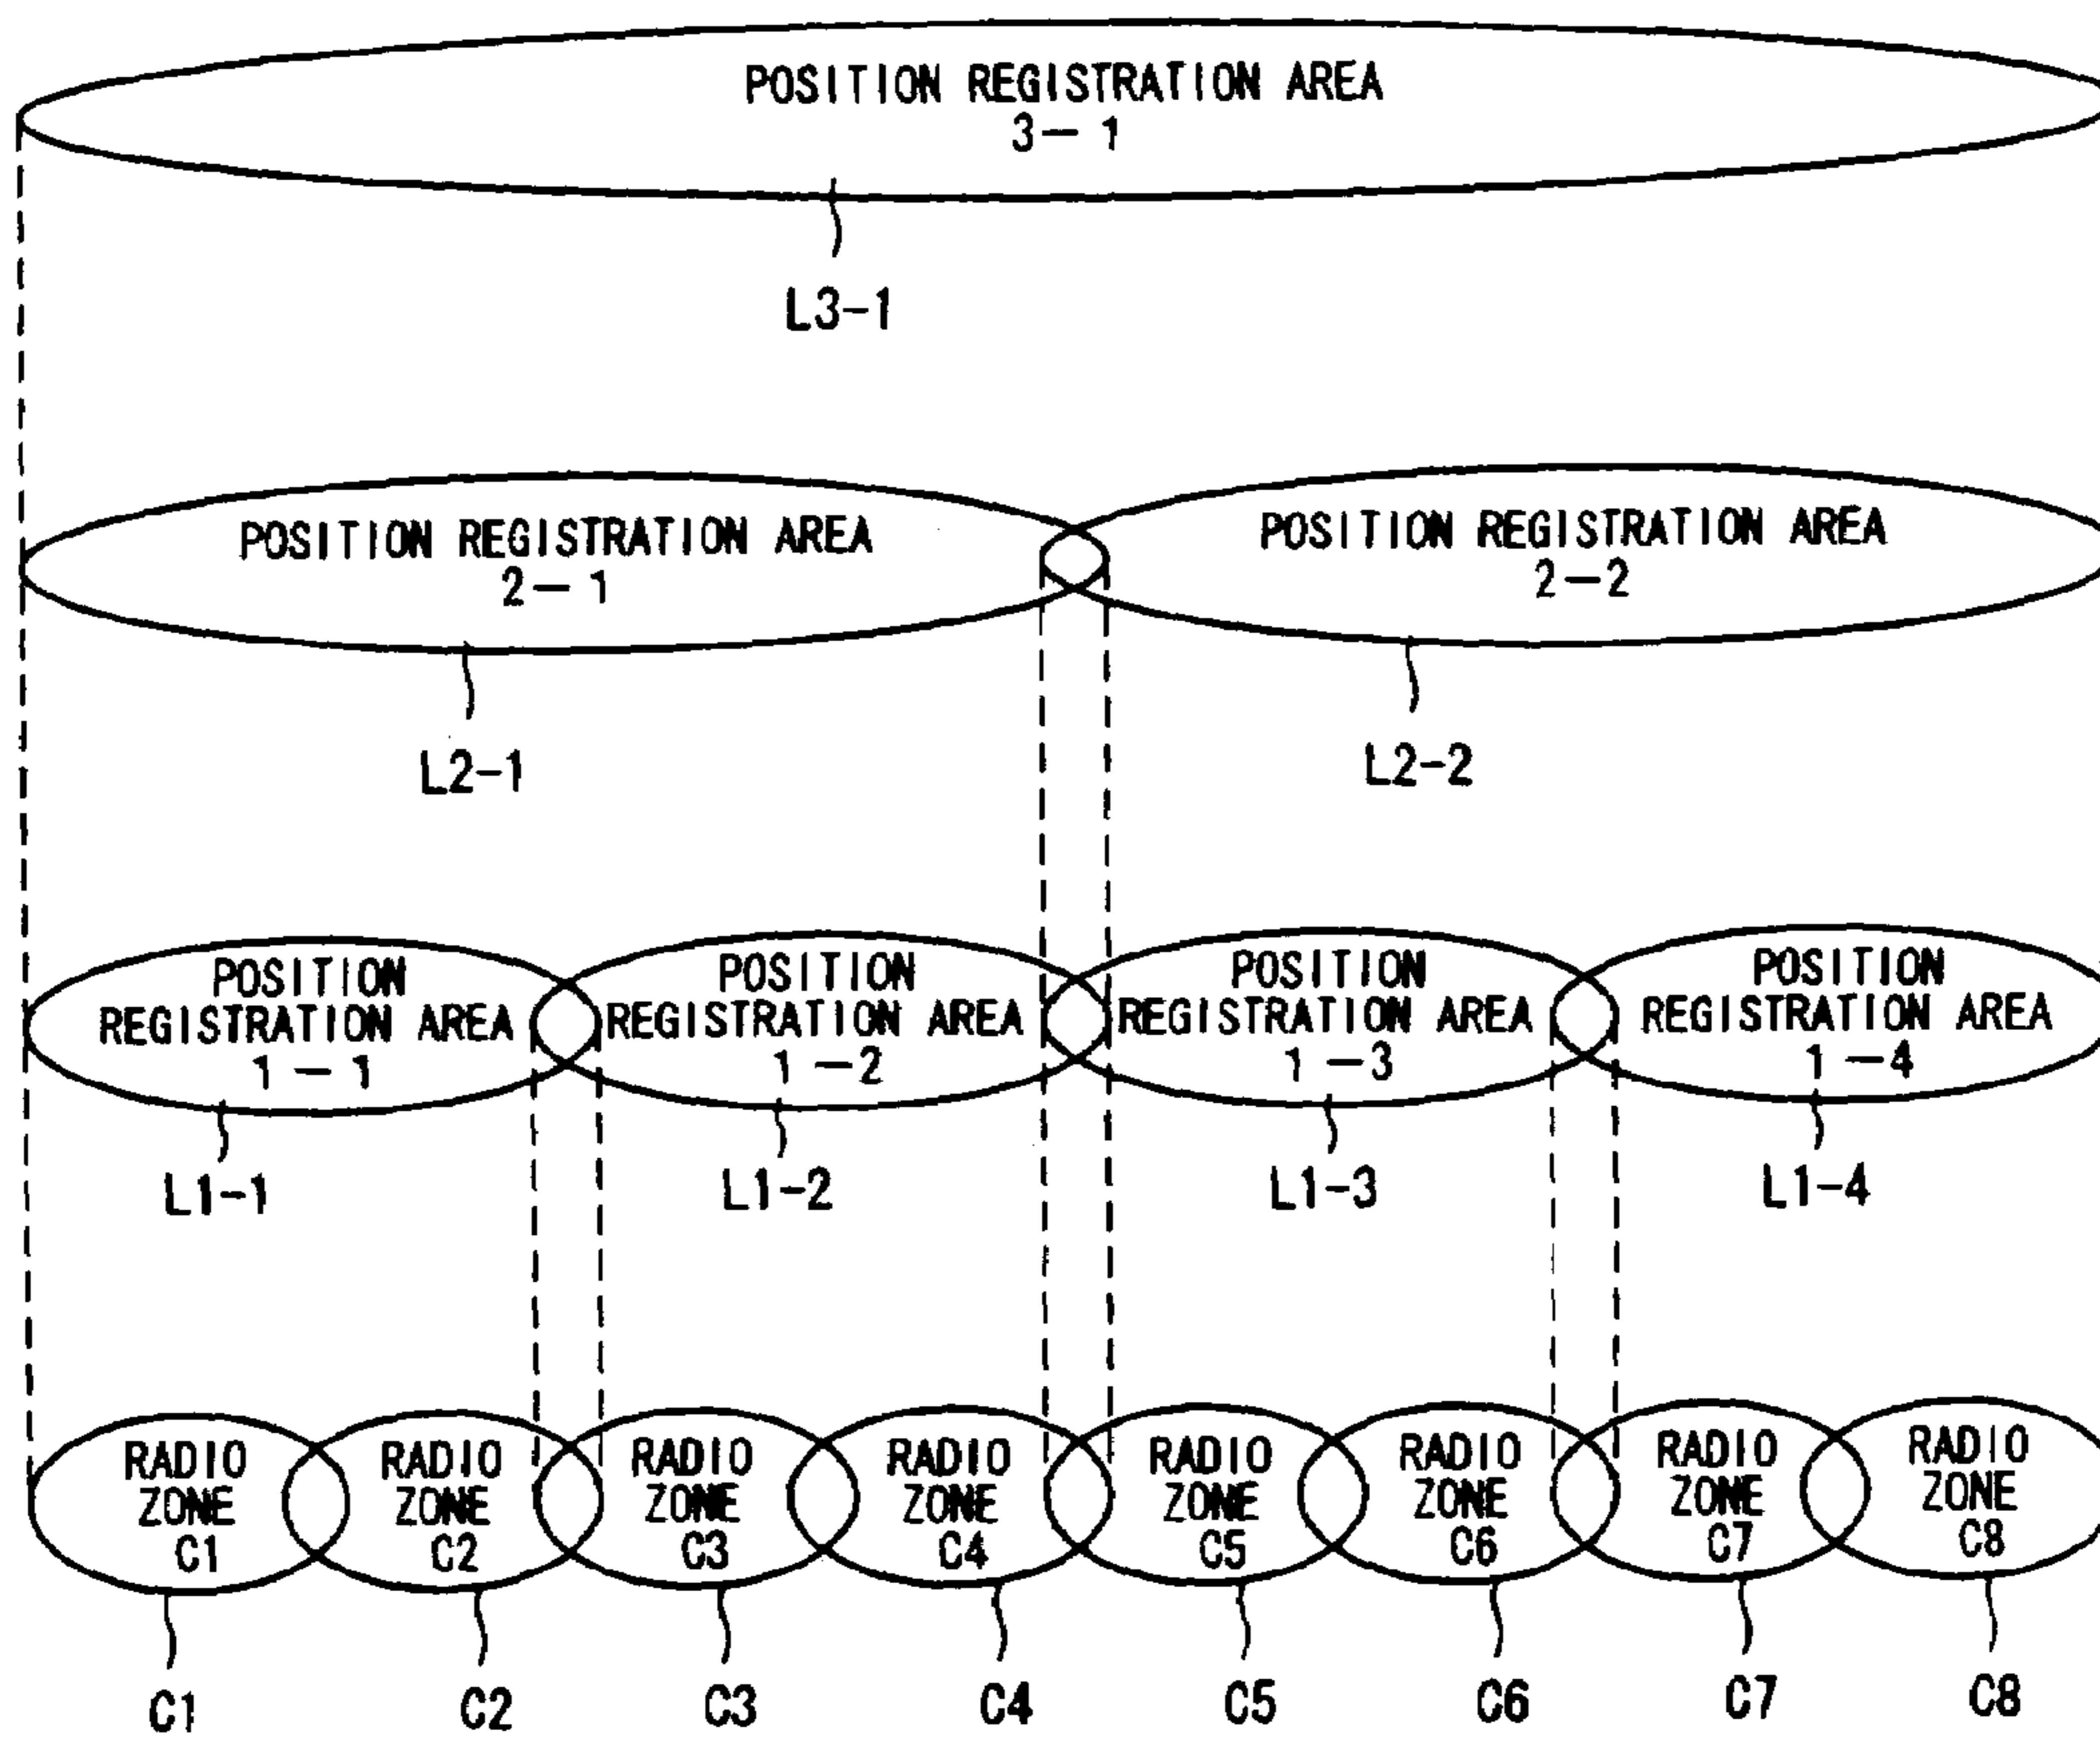 POSITION REGISTRATION AREA
3-1
L3-1
POSITION REGISTRATION AREA
2-1
POSITION REGISTRATION AREA
2-2
L2-1
L2-2
POSITION
REGISTRATION AREA
1-1
POSITION
REGISTRATION AREA
1-2
POSITION
REGISTRATION AREA
1-3
POSITION
REGISTRATION AREA
1-4
L1-1
L1-2
L1-3
L1-4
RADIO
ZONE
C1
RADIO
ZONE
C2
RADIO
ZONE
C3
RADIO
ZONE
C4
RADIO
ZONE
C5
RADIO
ZONE
C6
RADIO
ZONE
C7
RADIO
ZONE
C8
C1
C2
C3
C4
C5
C6
C7
C8